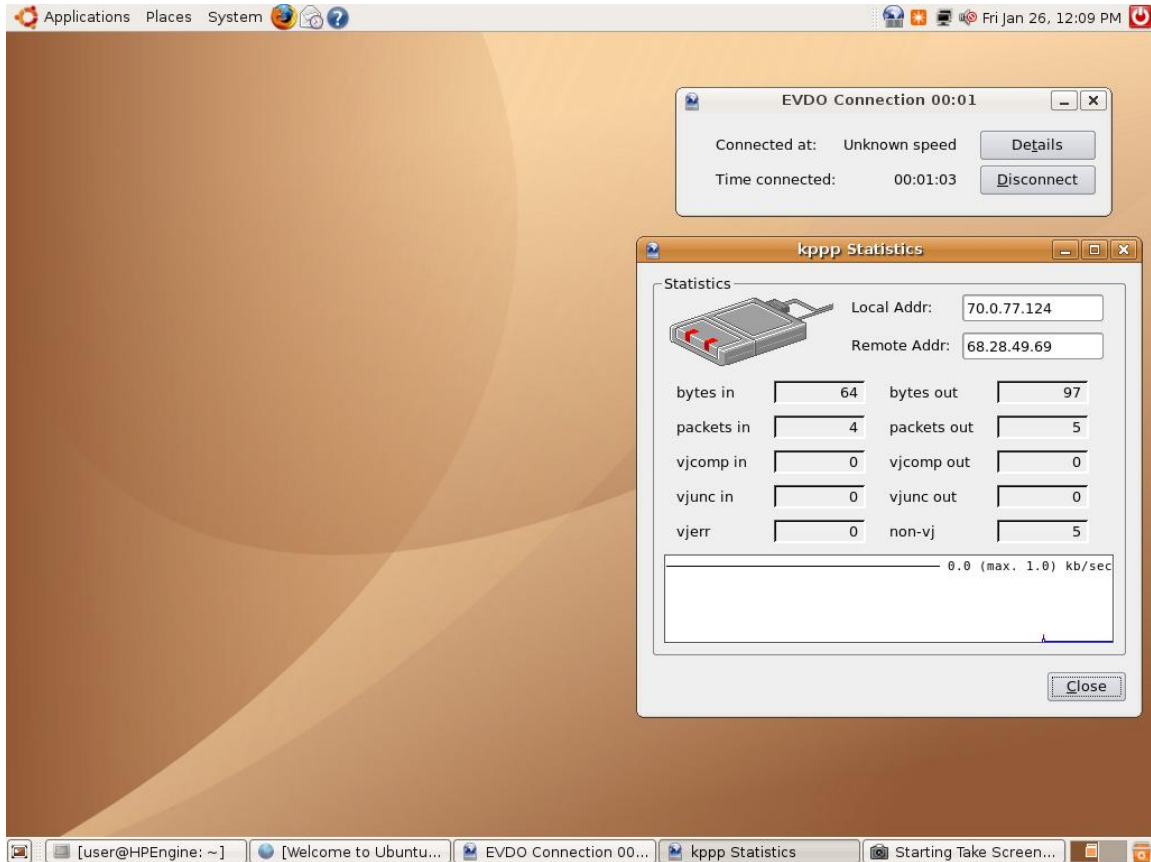 Applications Places System Fri Jan 26, 12:09 PM
EVDO Connection 00:01
Connected at: Unknown speed Details
Time connected: 00:01:03 Disconnect
kppp Statistics
Statistics
Local Addr: 70.0.77.124
Remote Addr: 68.28.49.69
bytes in 64 bytes out 97
packets in 4 packets out 5
vjcomp in 0 vjcomp out 0
vjunc in 0 vjunc out 0
vjerr 0 non-vj 5
0.0 (max. 1.0) kb/sec
Close
[user@HPEngine: ~] [Welcome to Ubuntu... EVDO Connection 00... kppp Statistics Starting Take Screen...